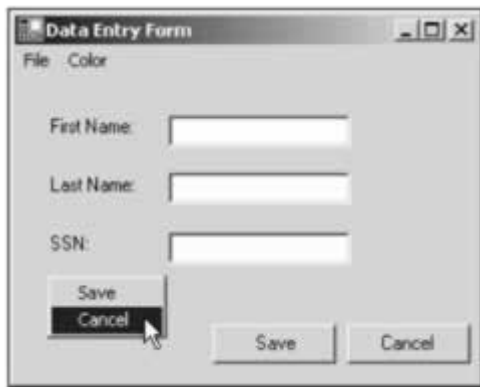 Data Entry Form
File Color
First Name:
Last Name:
SSN:
Save
Cancel
Save Cancel